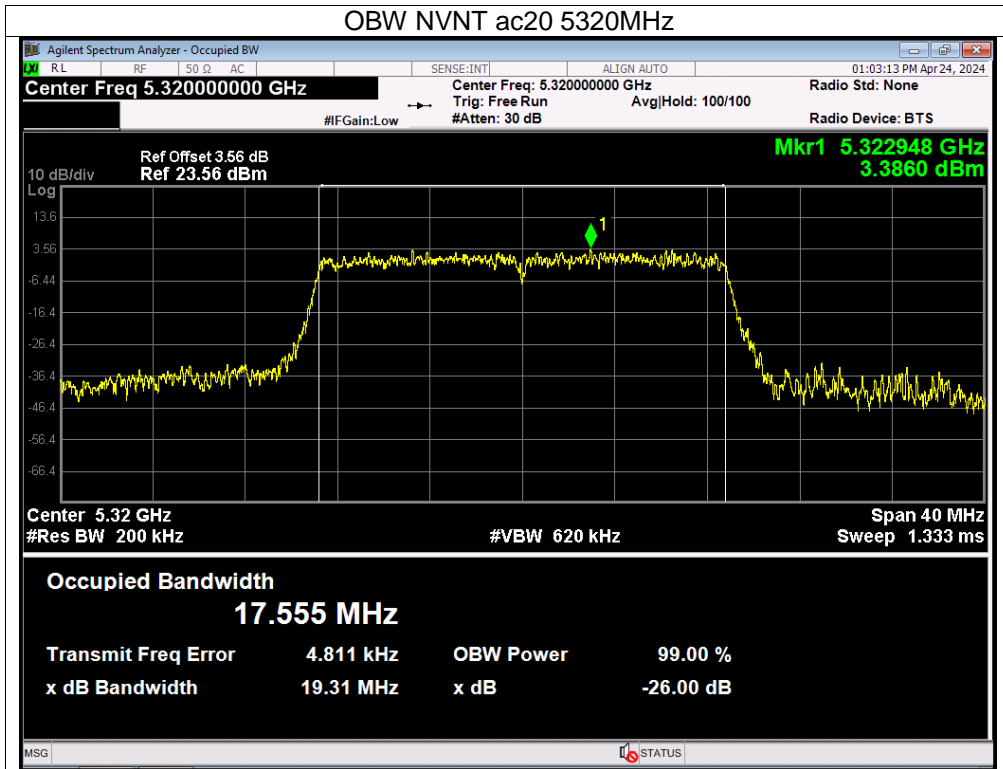 OBW NVNT ac20 5320MHz
Agilent Spectrum Analyzer - Occupied BW
LXI RL RF 50 Ω AC SENSE:INT ALIGN AUTO 01:03:13 PM Apr 24, 2024
Center Freq 5.320000000 GHz Center Freq: 5.320000000 GHz Radio Std: None
Trig: Free Run Avg|Hold: 100/100
#IFGain:Low #Atten: 30 dB Radio Device: BTS
Mkr1 5.322948 GHz
3.3860 dBm
Ref Offset 3.56 dB
10 dB/div Ref 23.56 dBm
Log
13.6
1
3.56
-6.44
-16.4
-26.4
-36.4
-46.4
-56.4
-66.4
Center 5.32 GHz Span 40 MHz
#Res BW 200 kHz #VBW 620 kHz Sweep 1.333 ms
Occupied Bandwidth
17.555 MHz
Transmit Freq Error 4.811 kHz OBW Power 99.00 %
x dB Bandwidth 19.31 MHz x dB -26.00 dB
MSG STATUS